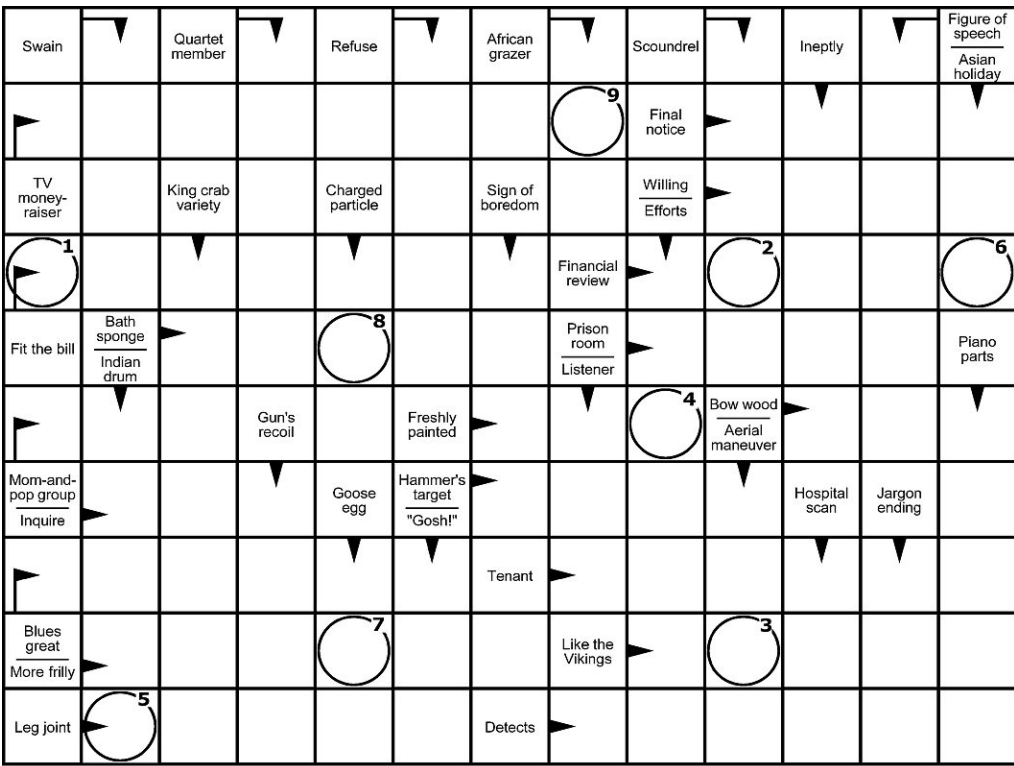 Swain
Quartet
member
Refuse
African
grazer
Scoundrel
Ineptly
Figure of
speech
Asian
holiday
9
Final
notice
TV
money-
raiser
King crab
variety
Charged
particle
Sign of
boredom
Willing
Efforts
1
Financial
review
2
6
Fit the bill
Bath
sponge
Indian
drum
8
Prison
room
Listener
Piano
parts
Gun's
recoil
Freshly
painted
4
Bow wood
Aerial
maneuver
Mom-and-
pop group
Inquire
Goose
egg
Hammer's
target
"Gosh!"
Hospital
scan
Jargon
ending
Tenant
Blues
great
More frilly
7
Like the
Vikings
3
Leg joint
5
Detects